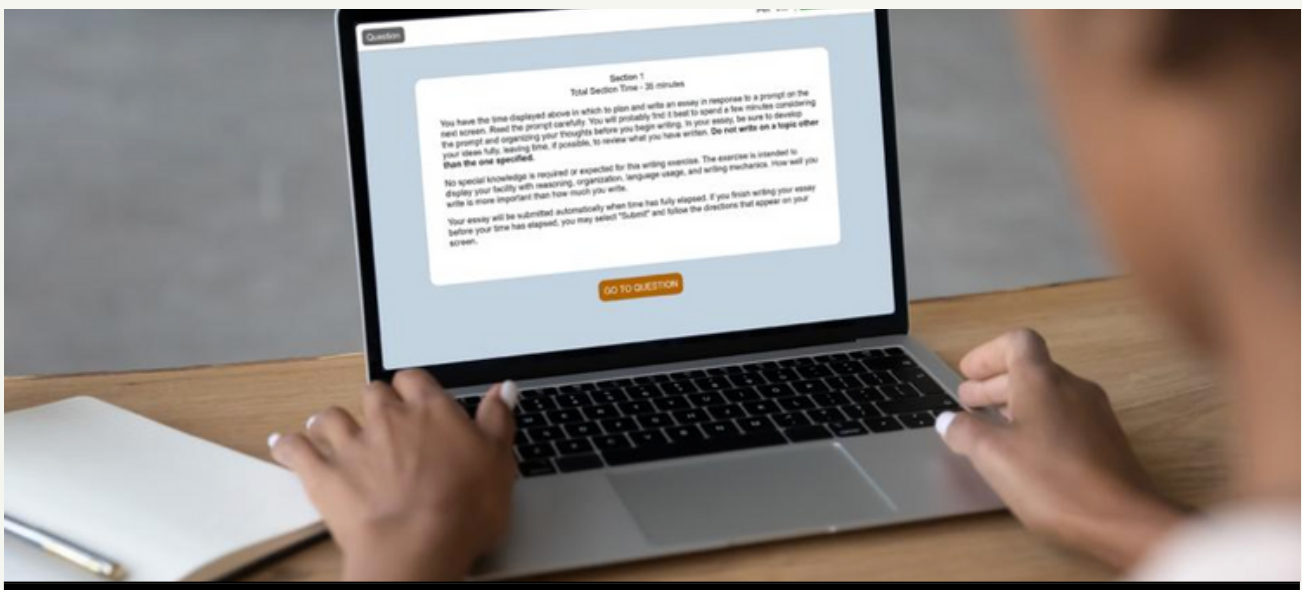 Question
Section 1
Total Section Time - 35 minutes
You have the time displayed above in which to plan and write an essay in response to a prompt on the
next screen. Read the prompt carefully. You will probably find it best to spend a few minutes considering
the prompt and organizing your thoughts before you begin writing. In your essay, be sure to develop
your ideas fully, leaving time, if possible, to review what you have written. Do not write on a topic other
than the one specified.
No special knowledge is required or expected for this writing exercise. The exercise is intended to
display your facility with reasoning, organization, language usage, and writing mechanics. How well you
write is more important than how much you write.
Your essay will be submitted automatically when time has fully elapsed. If you finish writing your essay
before your time has elapsed, you may select "Submit" and follow the directions that appear on your
screen.
GO TO QUESTION